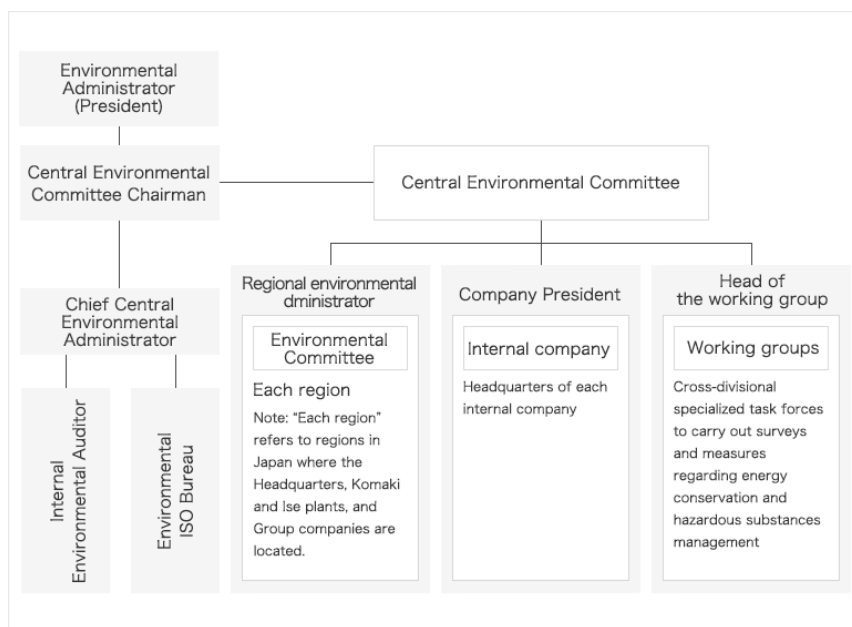 Environmental
Administrator
(President)
Central Environmental
Committee Chairman
Central Environmental Committee
Chief Central
Environmental
Administrator
Internal
Environmental Auditor
Environmental
ISO Bureau
Regional environmental
dministrator
Environmental
Committee
Each region
Note: “Each region”
refers to regions in
Japan where the
Headquarters, Komaki
and Ise plants, and
Group companies are
located.
Company President
Internal company
Headquarters of each
internal company
Head of
the working group
Working groups
Cross-divisional
specialized task forces
to carry out surveys
and measures
regarding energy
conservation and
hazardous substances
management